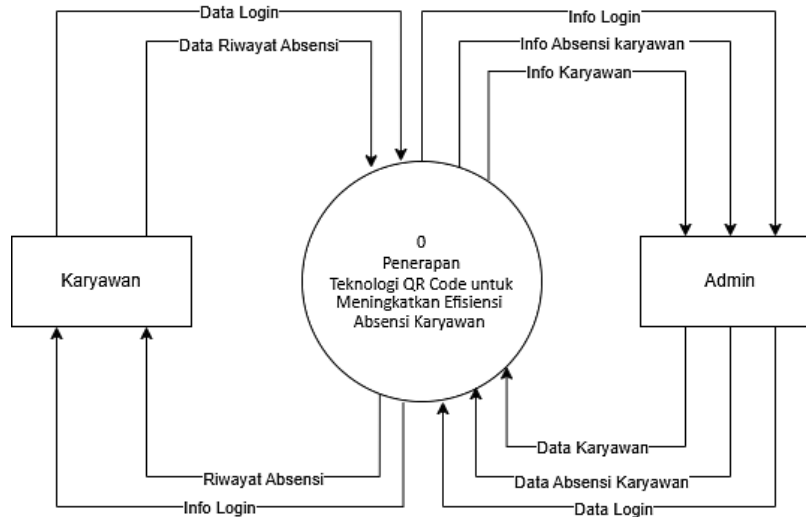 Data Login
Info Login
Data Riwayat Absensi
Info Absensi karyawan
Info Karyawan
Karyawan
0
Penerapan
Teknologi QR Code untuk
Meningkatkan Efisiensi
Absensi Karyawan
Admin
Data Karyawan
Riwayat Absensi
Data Absensi Karyawan
Info Login
Data Login